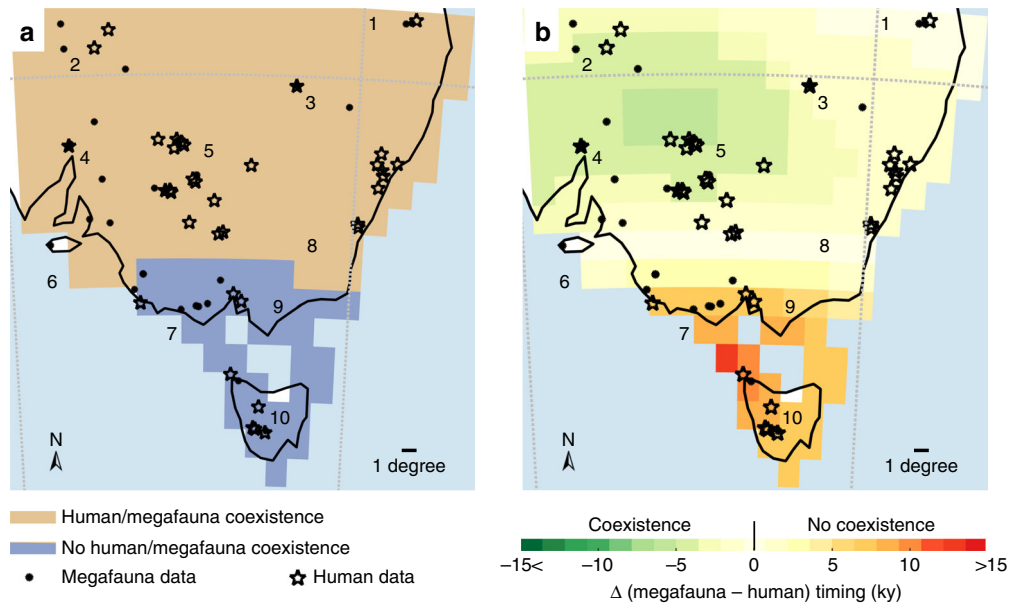 a
1
2
3
4
5
6
7
8
9
10
N
1 degree
Human/megafauna coexistence
No human/megafauna coexistence
Megafauna data
Human data
b
1
2
3
4
5
6
7
8
9
10
N
1 degree
Coexistence
No coexistence
−15<
−10
−5
0
5
10
>15
Δ (megafauna – human) timing (ky)